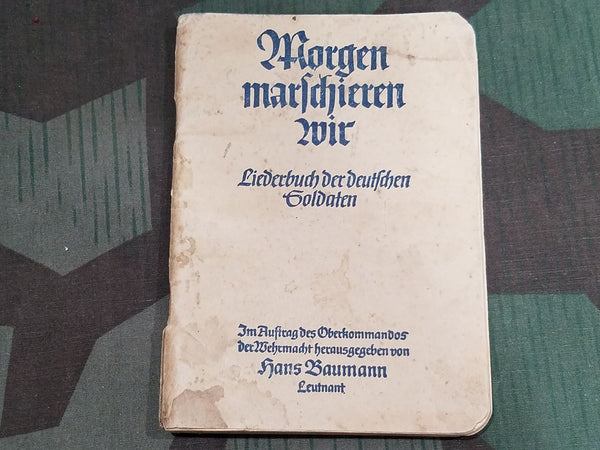 Morgen
marschieren
wir
Liederbuch der deutschen
Soldaten
Im Auftrag des Oberkommandos
der Wehrmacht herausgegeben von
Hans Baumann
Leutnant